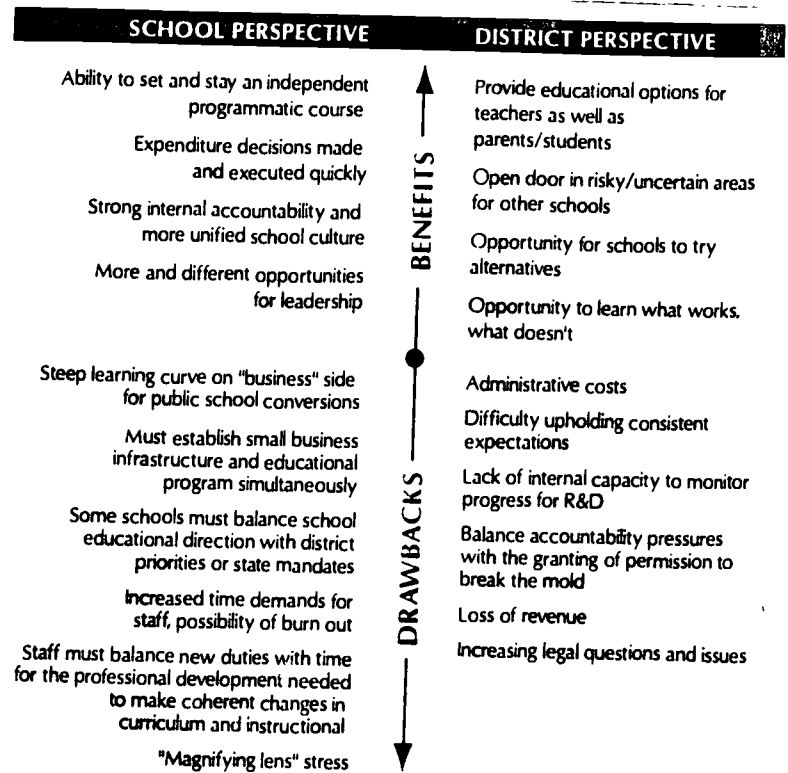 SCHOOL PERSPECTIVE
Ability to set and stay an independent
programmatic course
Expenditure decisions made
and executed quickly
Strong internal accountability and
more unified school culture
More and different opportunities
for leadership
Steep learning curve on "business" side
for public school conversions
Must establish small business
infrastructure and educational
program simultaneously
Some schools must balance school
educational direction with district
priorities or state mandates
Increased time demands for
staff, possibility of burn out
Staff must balance new duties with time
for the professional development needed
to make coherent changes in
curriculum and instructional
"Magnifying lens" stress
BENEFITS
DRAWBACKS
DISTRICT PERSPECTIVE
Provide educational options for
teachers as well as
parents/students
Open door in risky/uncertain areas
for other schools
Opportunity for schools to try
alternatives
Opportunity to learn what works,
what doesn't
Administrative costs
Difficulty upholding consistent
expectations
Lack of internal capacity to monitor
progress for R&D
Balance accountability pressures
with the granting of permission to
break the mold
Loss of revenue
Increasing legal questions and issues